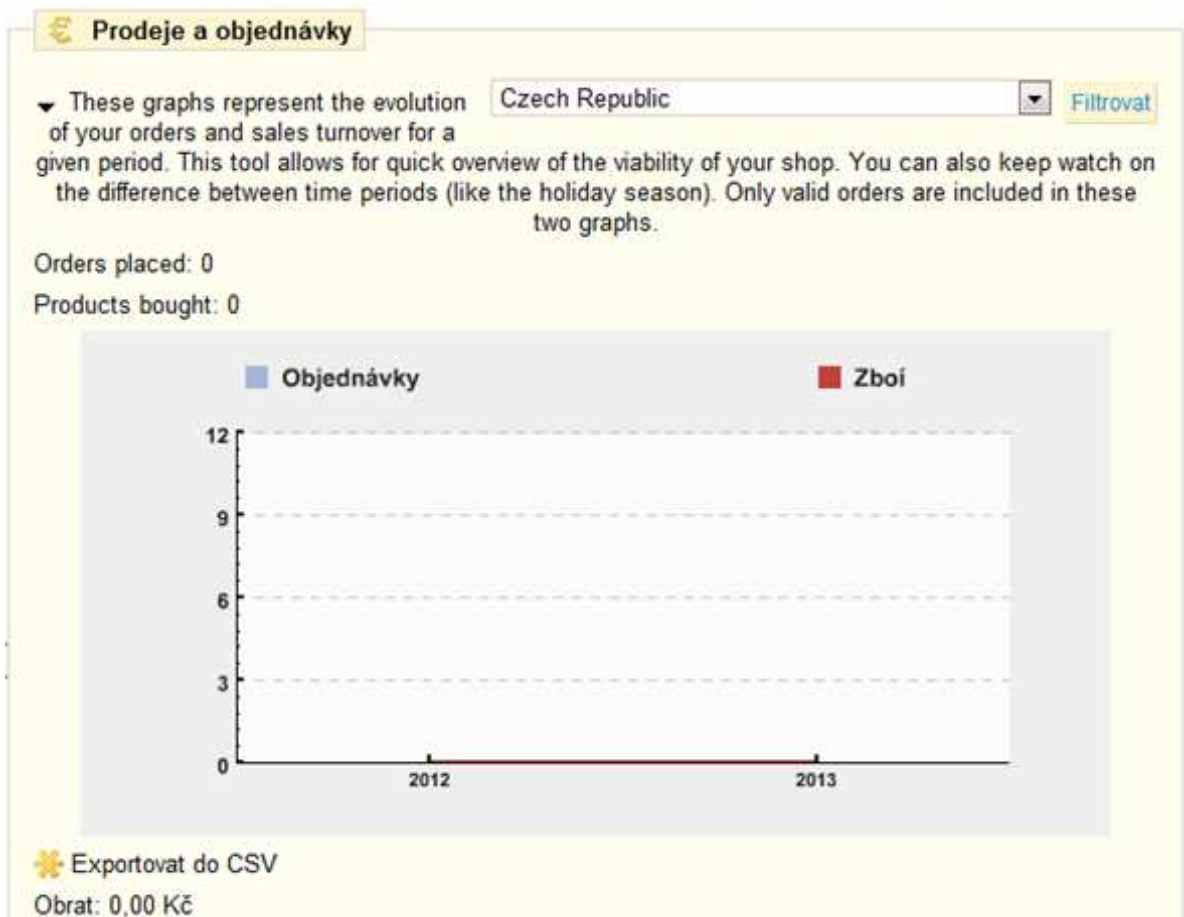 Prodeje a objednávky
These graphs represent the evolution
Czech Republic
Filtrovat
of your orders and sales turnover for a
given period. This tool allows for quick overview of the viability of your shop. You can also keep watch on
the difference between time periods (like the holiday season). Only valid orders are included in these
two graphs.
Orders placed: 0
Products bought: 0
Objednávky
Zboí
12
9
6
3
0
2012
2013
Exportovat do CSV
Obrat: 0,00 Kč